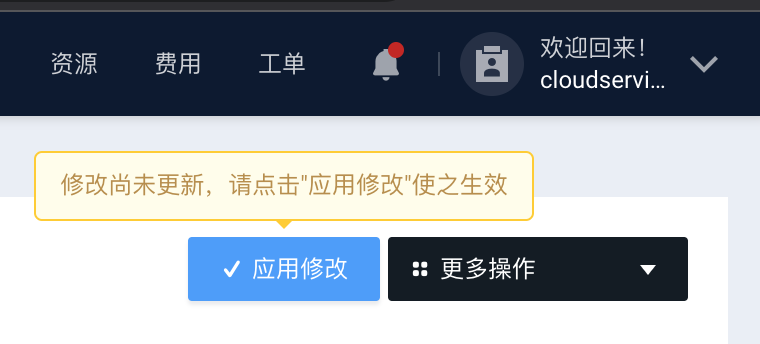 资源 费用 工单 欢迎回来!
cloudservi...
修改尚未更新，请点击"应用修改"使之生效
应用修改 更多操作